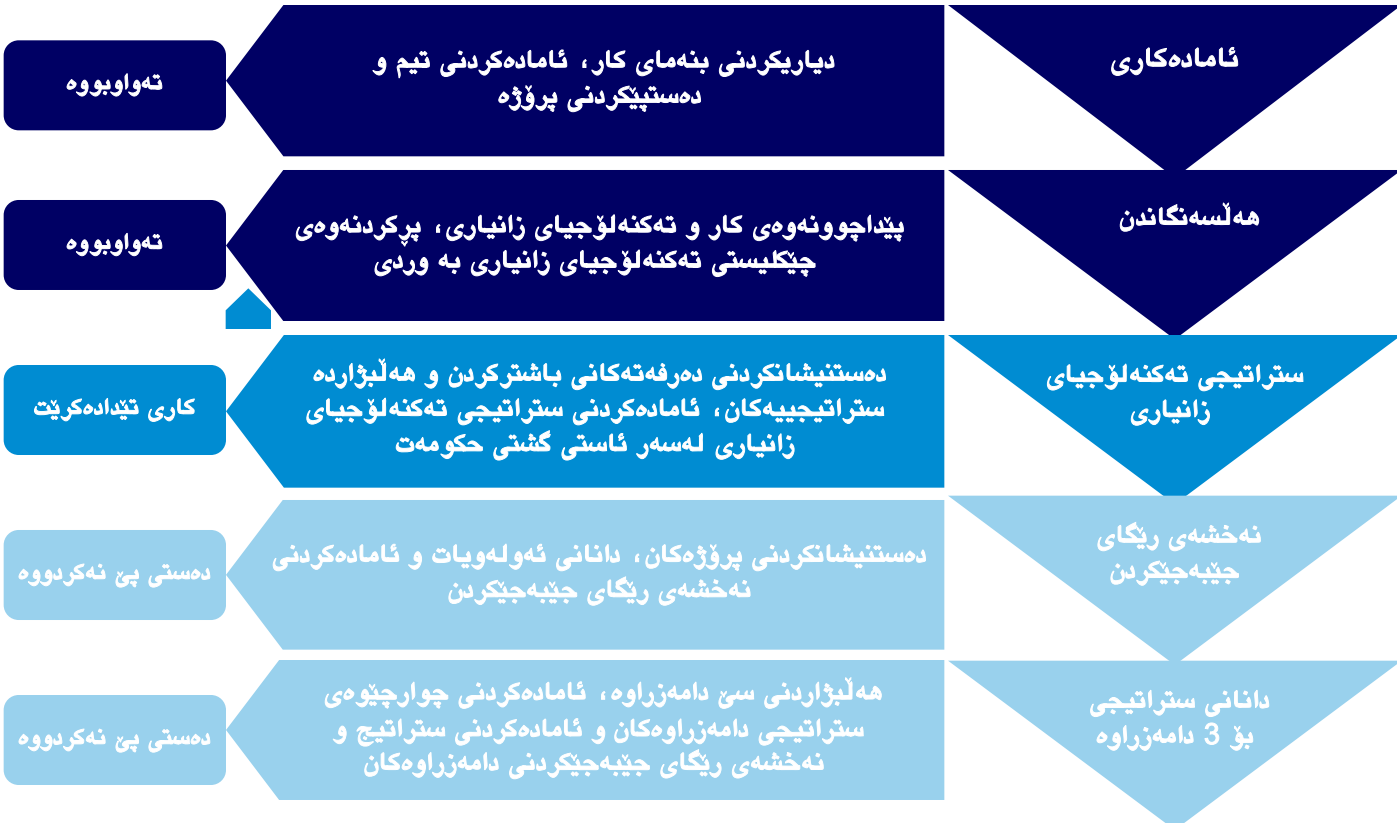 ئامادەکاری
دیاریکردنی بنەمای کار، ئامادەکردنی تیم و
دەستپێکردنی پرۆژە
تەواوبووە
هەڵسەنگاندن
پێداچوونەوەی کار و تەکنەلۆجیای زانیاری، پڕکردنەوەی
چێکلیستی تەکنەلۆجیای زانیاری بە وردی
تەواوبووە
ستراتیجی تەکنەلۆجیای
زانیاری
دەستنیشانکردنی دەرفەتەکانی باشترکردن و هەڵبژاردە
ستراتیجییەکان، ئامادەکردنی ستراتیجی تەکنەلۆجیای
زانیاری لەسەر ئاستی گشتی حکومەت
کاری تێدادەکرێت
نەخشەی رێگای
جێبەجێکردن
دەستنیشانکردنی پرۆژەکان، دانانی ئەولەویات و ئامادەکردنی
نەخشەی رێگای جێبەجێکردن
دەستی پێ نەکردووە
دانانی ستراتیجی
بۆ 3 دامەزراوە
هەڵبژاردنی سێ دامەزراوە، ئامادەکردنی چوارچێوەی
ستراتیجی دامەزراوەکان و ئامادەکردنی ستراتیج و
نەخشەی رێگای جێبەجێکردنی دامەزراوەکان
دەستی پێ نەکردووە